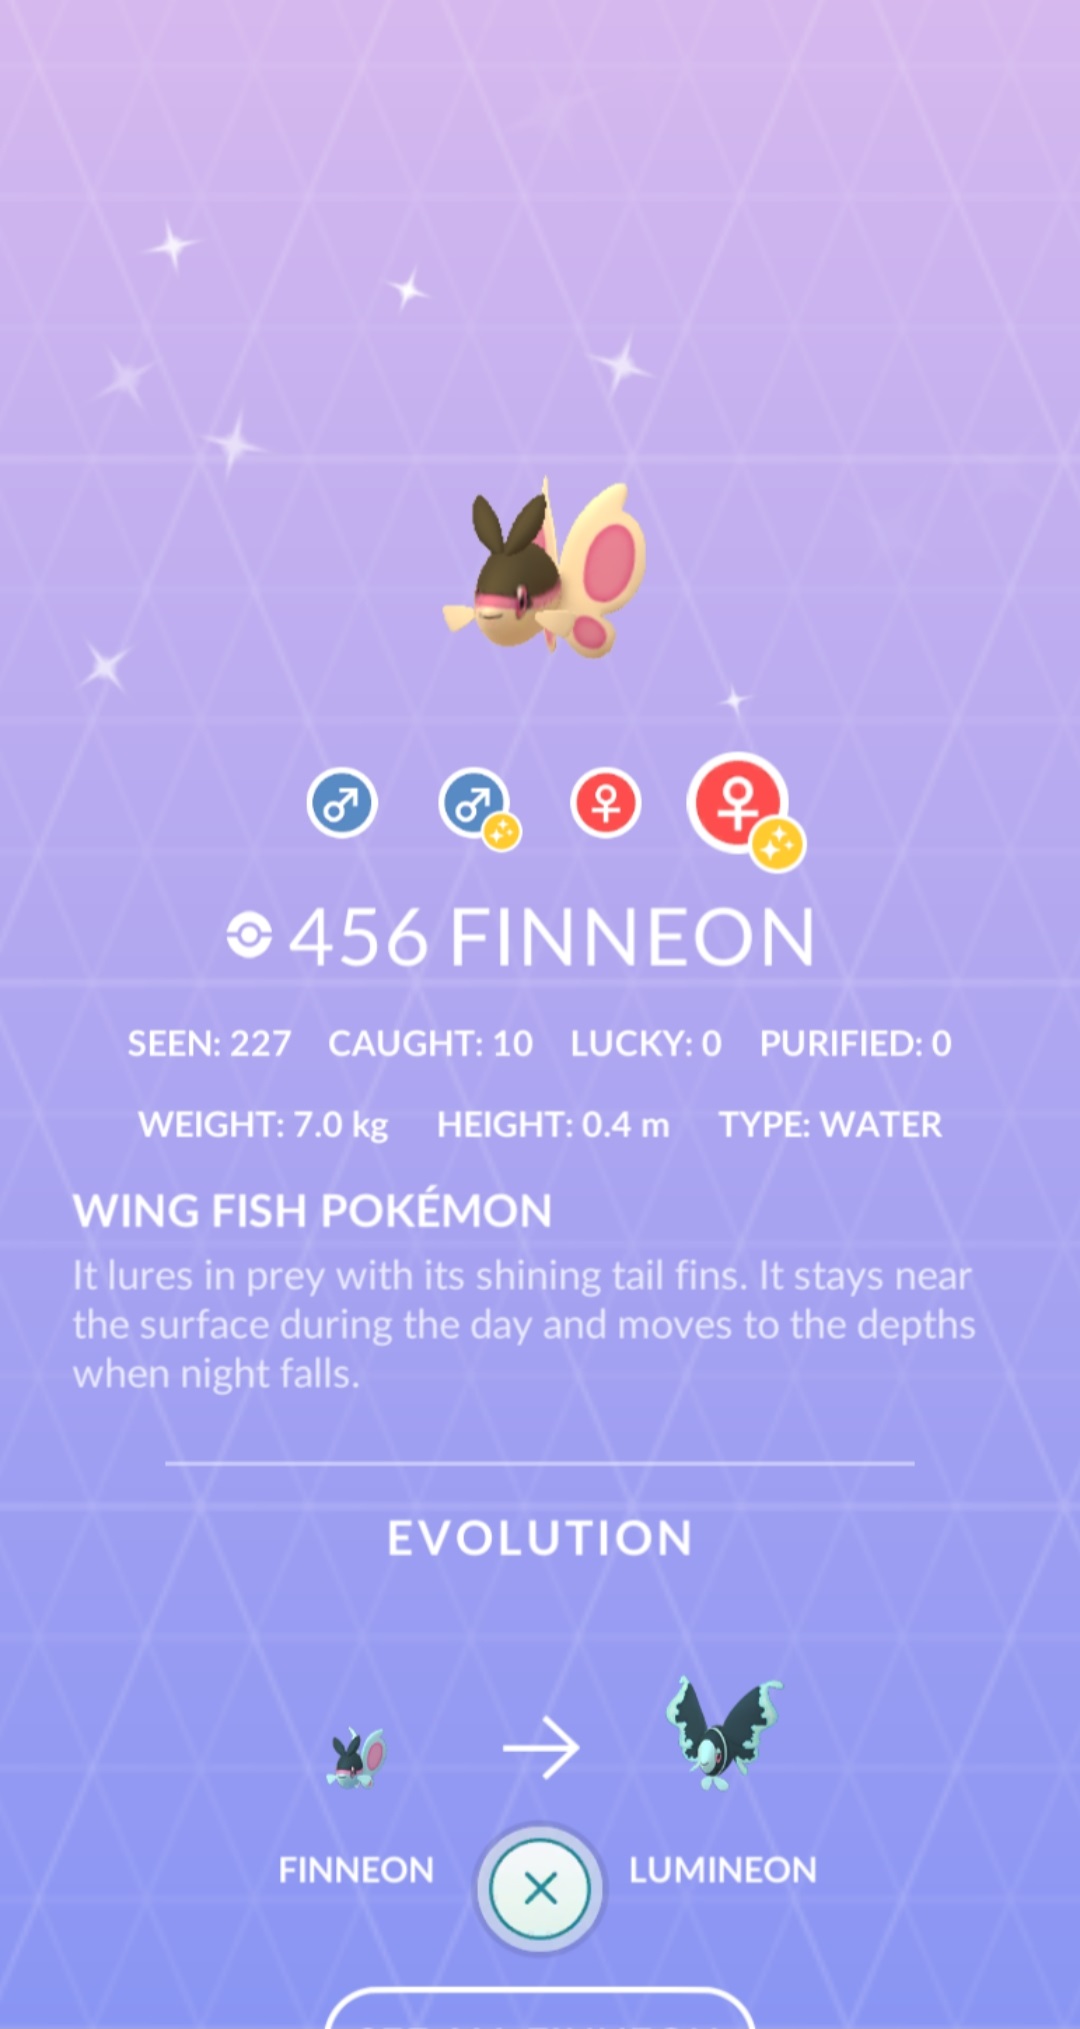 456 FINNEON
SEEN: 227 CAUGHT: 10 LUCKY: 0 PURIFIED: 0
WEIGHT: 7.0 kg HEIGHT: 0.4 m TYPE: WATER
WING FISH POKÉMON
It lures in prey with its shining tail fins. It stays near
the surface during the day and moves to the depths
when night falls.
EVOLUTION
FINNEON LUMINEON